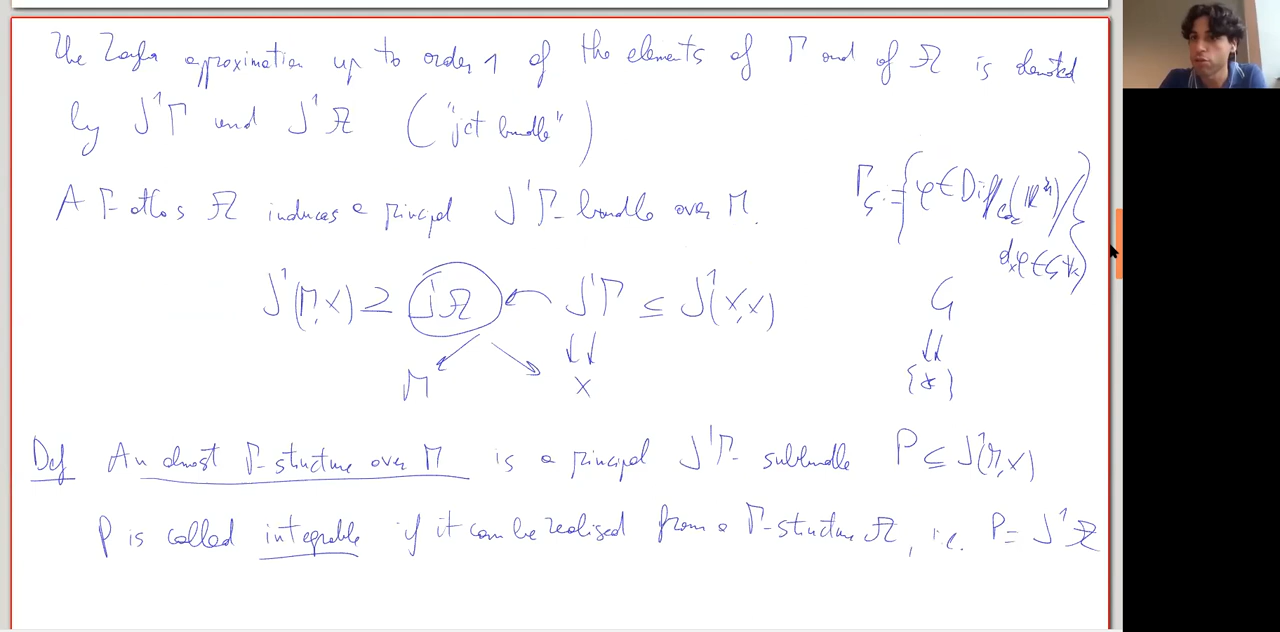 The Taylor approximation up to order 1 of the elements of Γ and of 𝒜 is denoted
by J¹Γ and J¹𝒜 ("jet bundle")
A Γ-atlas 𝒜 induces a principal J¹Γ-bundle over M.
Γ_G := { φ ∈ Diff_loc(ℝⁿ) /
d_xφ ∈ G ∀x }
J¹(M,X) ⊇ J¹𝒜 ↶ J¹Γ ⊆ J¹(X,X)
G
↙ ↘ ⇊ ⇊
M X {*}
Def An almost Γ-structure over M is a principal J¹Γ-subbundle P ⊆ J¹(M,X)
P is called integrable if it can be realised from a Γ-structure 𝒜, i.e. P = J¹𝒜